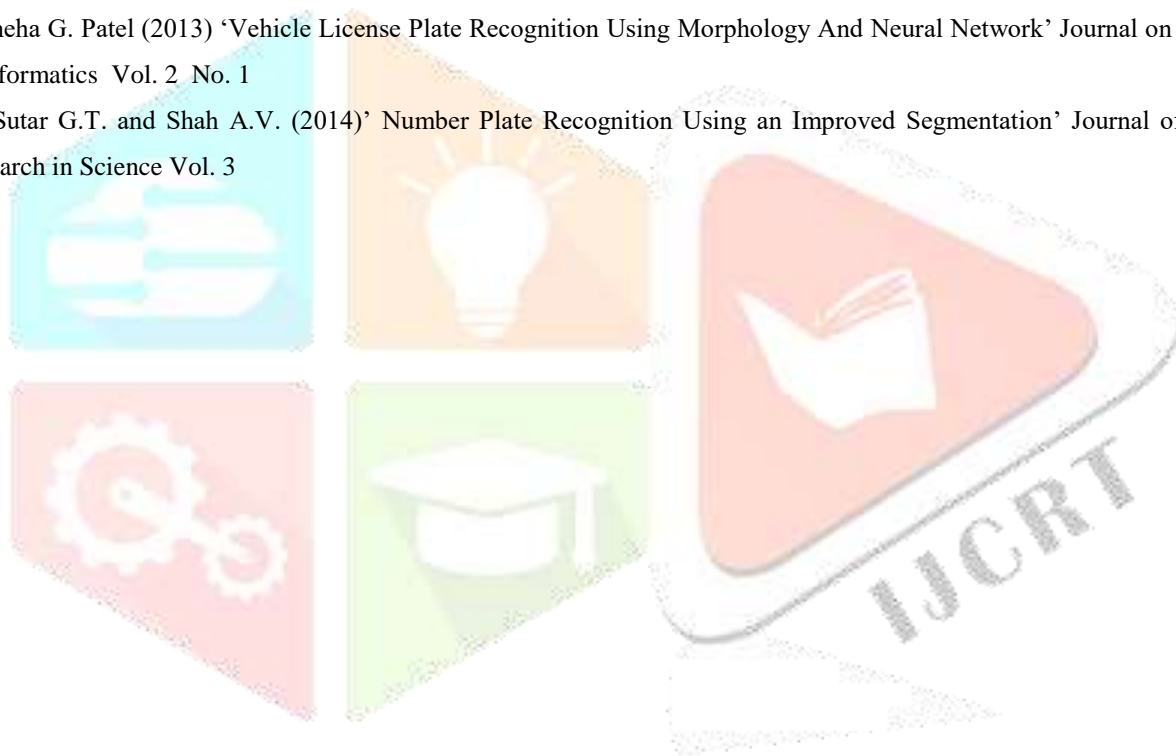 neha G. Patel (2013) ‘Vehicle License Plate Recognition Using Morphology And Neural Network’ Journal on
formatics Vol. 2 No. 1
Sutar G.T. and Shah A.V. (2014)’ Number Plate Recognition Using an Improved Segmentation’ Journal of
arch in Science Vol. 3
IJCRT